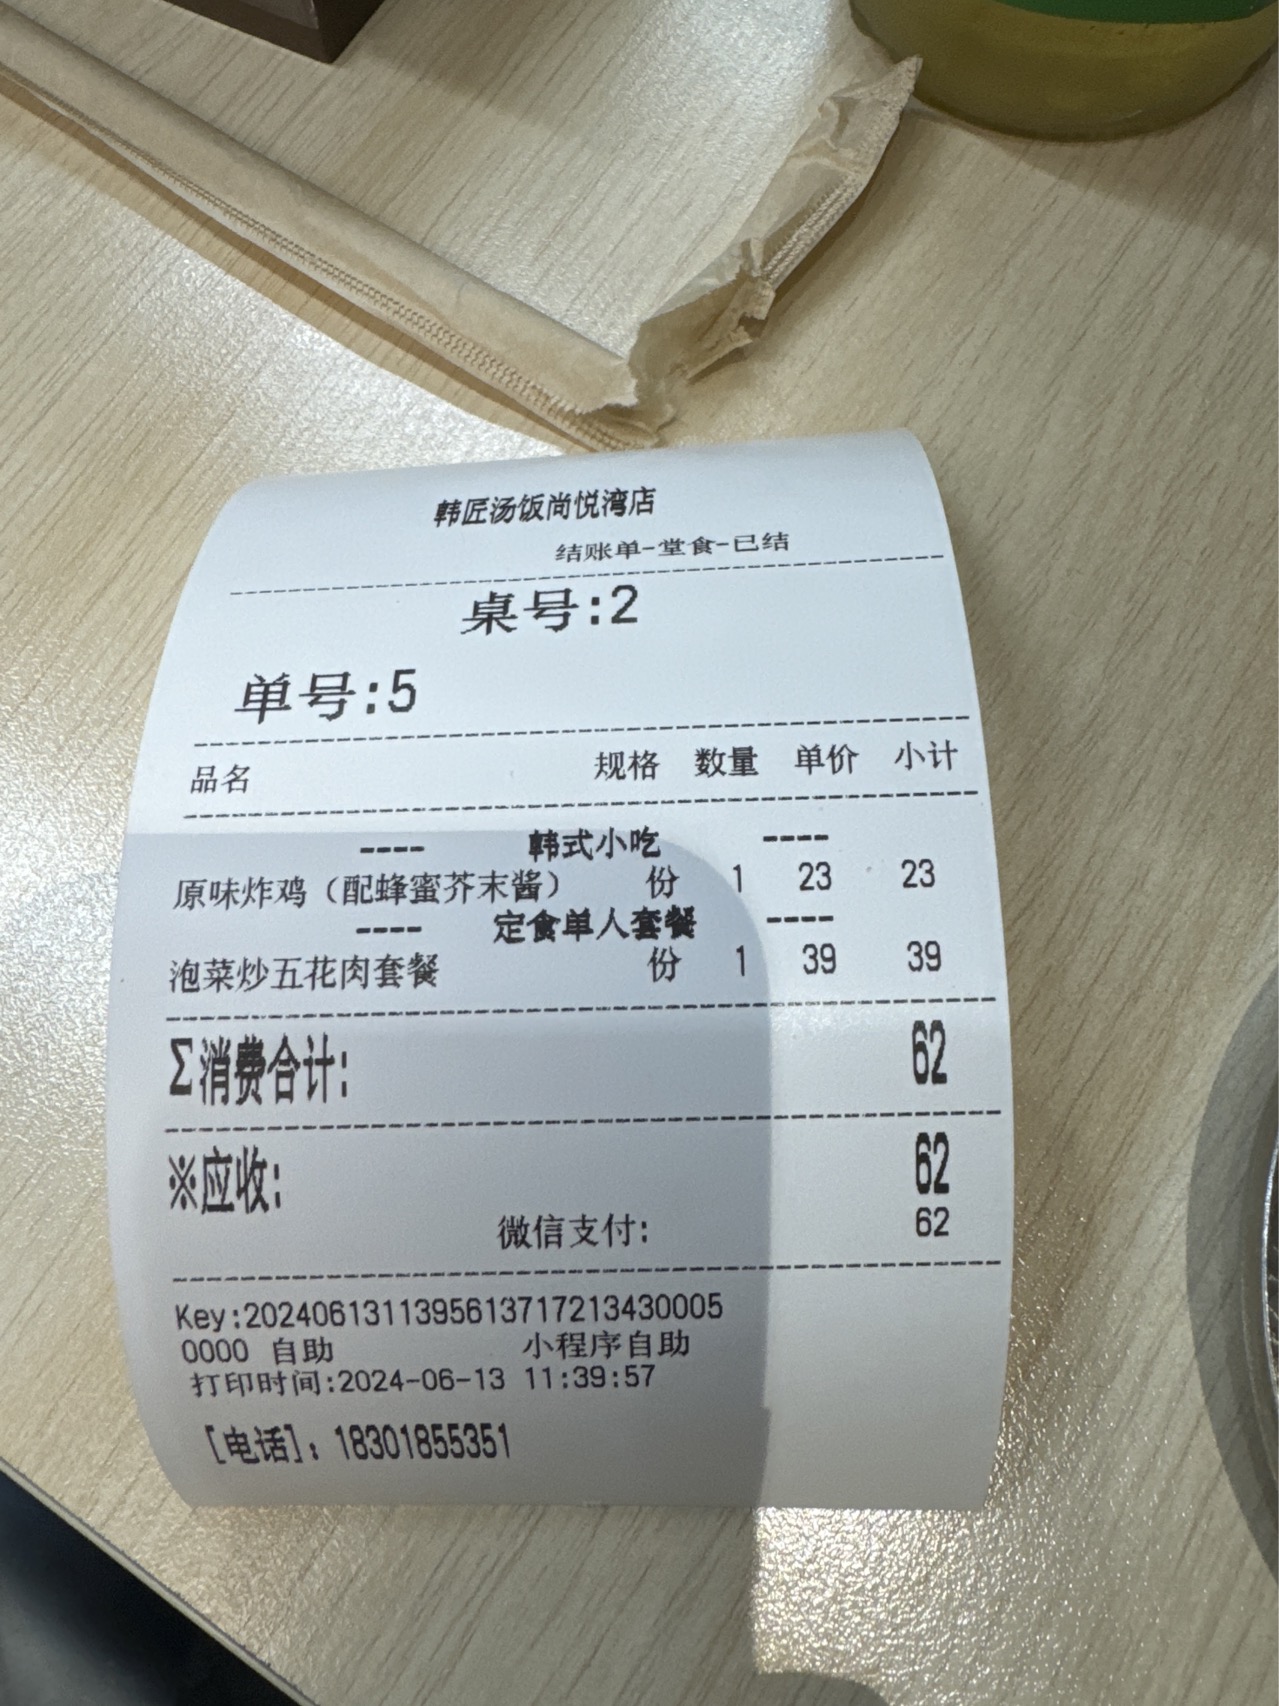 韩匠汤饭尚悦湾店
结账单-堂食-已结
桌号:2
单号:5
品名 规格 数量 单价 小计
---- 韩式小吃 ----
原味炸鸡（配蜂蜜芥末酱） 份 1 23 23
---- 定食单人套餐 ----
泡菜炒五花肉套餐 份 1 39 39
Σ消费合计: 62
※应收: 62
微信支付: 62
Key:20240613113956137172134300​05
0000 自助 小程序自助
打印时间:2024-06-13 11:39:57
[电话]: 18301855351